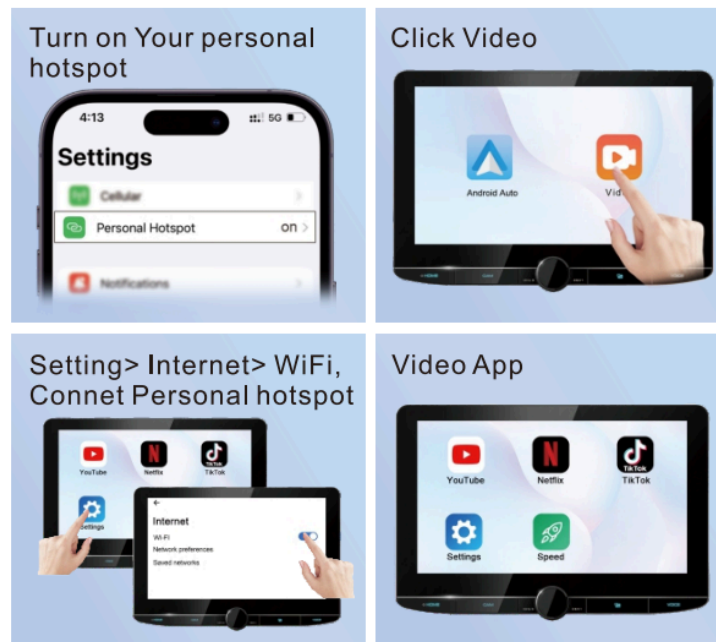 Turn on Your personal
hotspot
4:13
5G
Settings
Cellular
Personal Hotspot
on
Notifications
Click Video
Android Auto
Setting> Internet> WiFi,
Connet Personal hotspot
YouTube
Netflix
TikTok
Internet
Wi-Fi
Network preferences
Saved networks
Video App
YouTube
Netflix
TikTok
TikTok
Settings
Speed